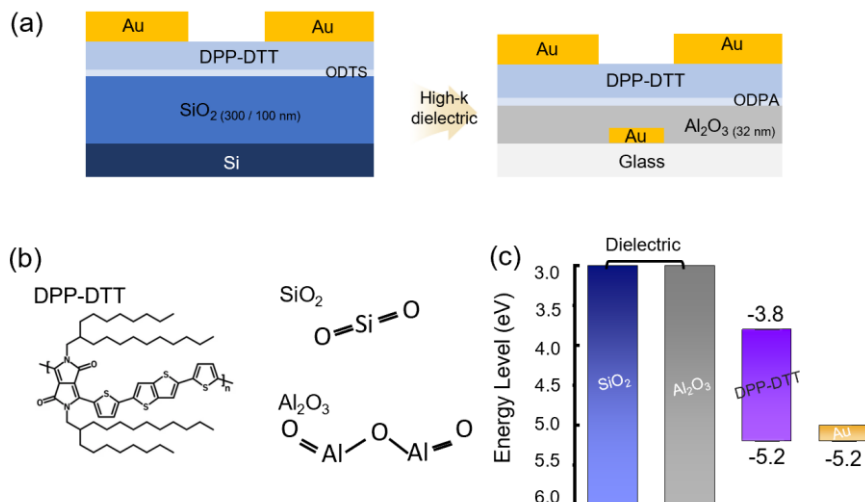 (a)
Au
Au
DPP-DTT
ODTS
SiO2 (300 / 100 nm)
Si
High-k
dielectric
Au
Au
DPP-DTT
ODPA
Al2O3 (32 nm)
Au
Glass
(b)
DPP-DTT
O
N
S
S
S
N
O
S
n
SiO2
O=Si=O
Al2O3
O
O
O
Al
Al
(c)
Dielectric
Energy Level (eV)
3.0
3.5
4.0
4.5
5.0
5.5
6.0
SiO2
Al2O3
-3.8
DPP-DTT
-5.2
Au
-5.2